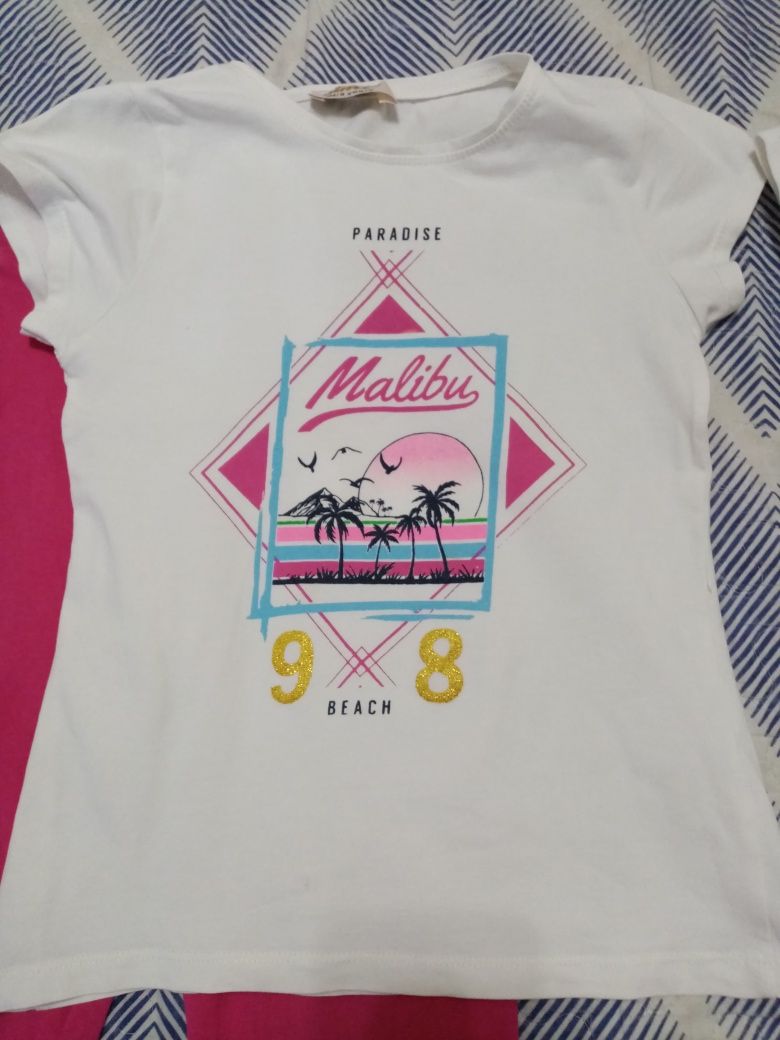 PARADISE
Malibu
9 8
BEACH